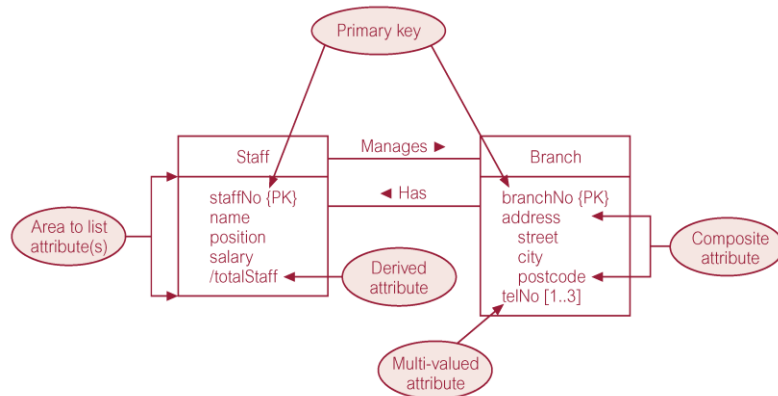 Primary key
Manages ►
Staff
Branch
◄ Has
staffNo {PK}
name
position
salary
/totalStaff
branchNo {PK}
address
street
city
postcode
telNo [1..3]
Area to list
attribute(s)
Derived
attribute
Composite
attribute
Multi-valued
attribute